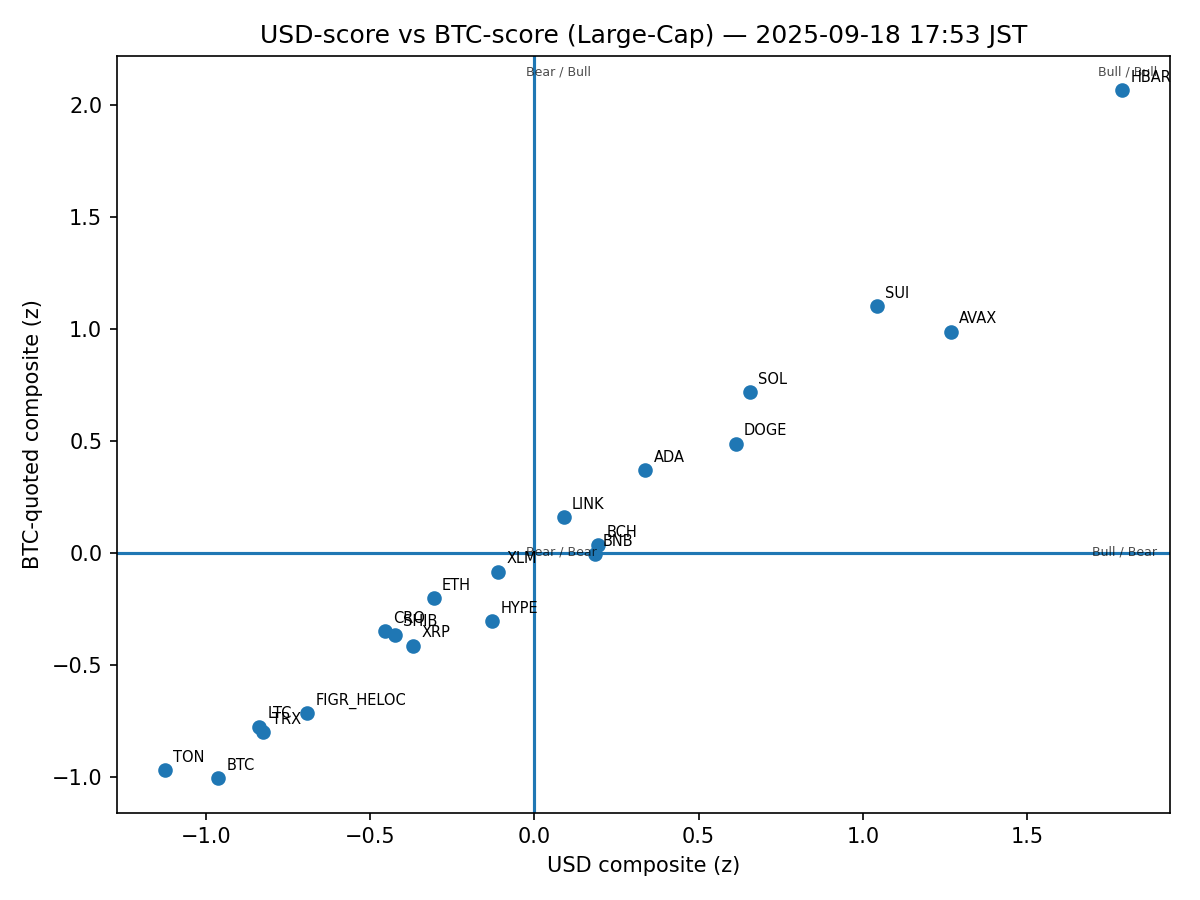 USD-score vs BTC-score (Large-Cap) — 2025-09-18 17:53 JST
Bear / Bull
Bull / Bull
HBAR
2.0
1.5
SUI
AVAX
1.0
SOL
DOGE
0.5
ADA
LINK
BCH
BNB
0.0
Bear / Bear
Bull / Bear
XLM
ETH
HYPE
CRO
SHIB
XRP
−0.5
FIGR_HELOC
LTC
TRX
TON
BTC
−1.0
−1.0
−0.5
0.0
0.5
1.0
1.5
USD composite (z)
BTC-quoted composite (z)